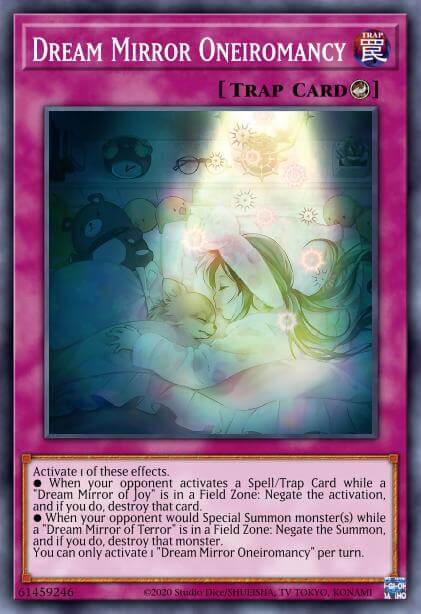 DREAM MIRROR ONEIROMANCY
TRAP
罠
[TRAP CARD]
Activate 1 of these effects.
● When your opponent activates a Spell/Trap Card while a
"Dream Mirror of Joy" is in a Field Zone: Negate the activation,
and if you do, destroy that card.
● When your opponent would Special Summon monster(s) while
a "Dream Mirror of Terror" is in a Field Zone: Negate the Summon,
and if you do, destroy that monster.
You can only activate 1 "Dream Mirror Oneiromancy" per turn.
61459246
©2020 Studio Dice/SHUEISHA, TV TOKYO, KONAMI